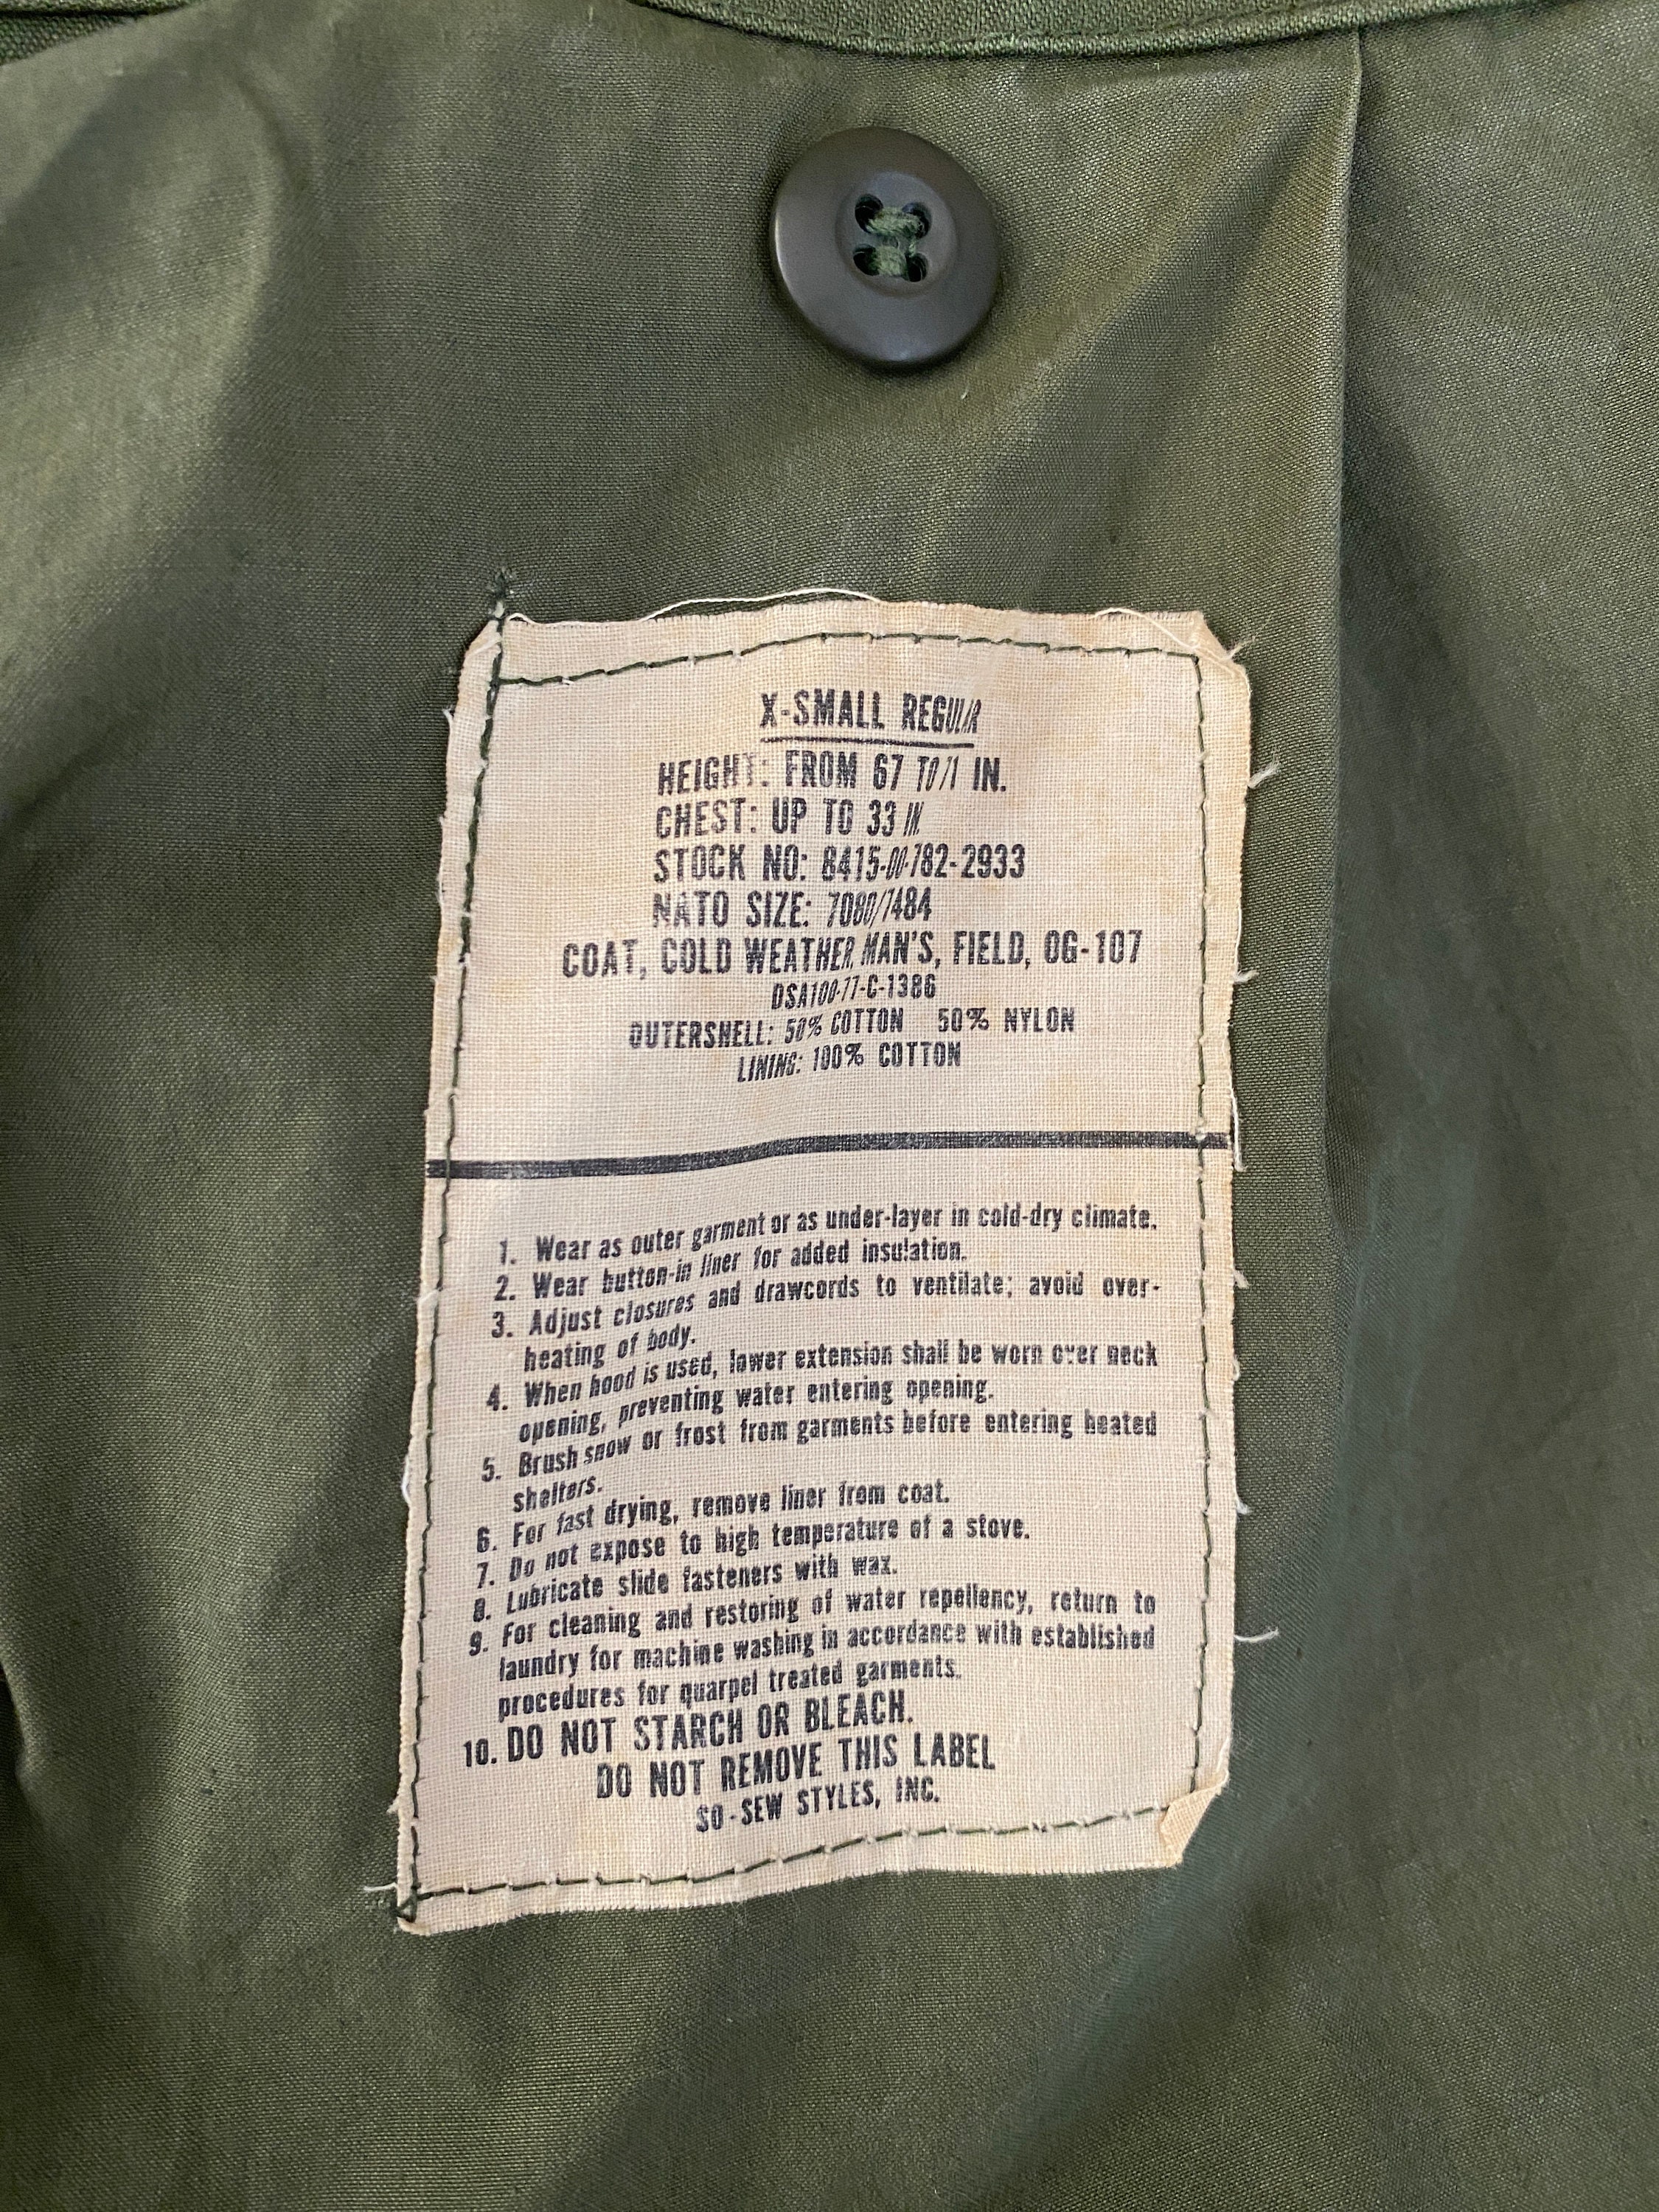 X-SMALL REGULAR
HEIGHT: FROM 67 TO 71 IN.
CHEST: UP TO 33 IN.
STOCK NO: 8415-00-782-2933
NATO SIZE: 7080/7484
COAT, COLD WEATHER, MAN'S, FIELD, OG-107
DSA100-77-C-1386
OUTERSHELL: 50% COTTON 50% NYLON
LINING: 100% COTTON
1. Wear as outer garment or as under-layer in cold-dry climate.
2. Wear button-in liner for added insulation.
3. Adjust closures and drawcords to ventilate; avoid over-
heating of body.
4. When hood is used, lower extension shall be worn over neck
opening, preventing water entering opening.
5. Brush snow or frost from garments before entering heated
shelters.
6. For fast drying, remove liner from coat.
7. Do not expose to high temperature of a stove.
8. Lubricate slide fasteners with wax.
9. For cleaning and restoring of water repellency, return to
laundry for machine washing in accordance with established
procedures for quarpel treated garments.
10. DO NOT STARCH OR BLEACH.
DO NOT REMOVE THIS LABEL
SO-SEW STYLES, INC.